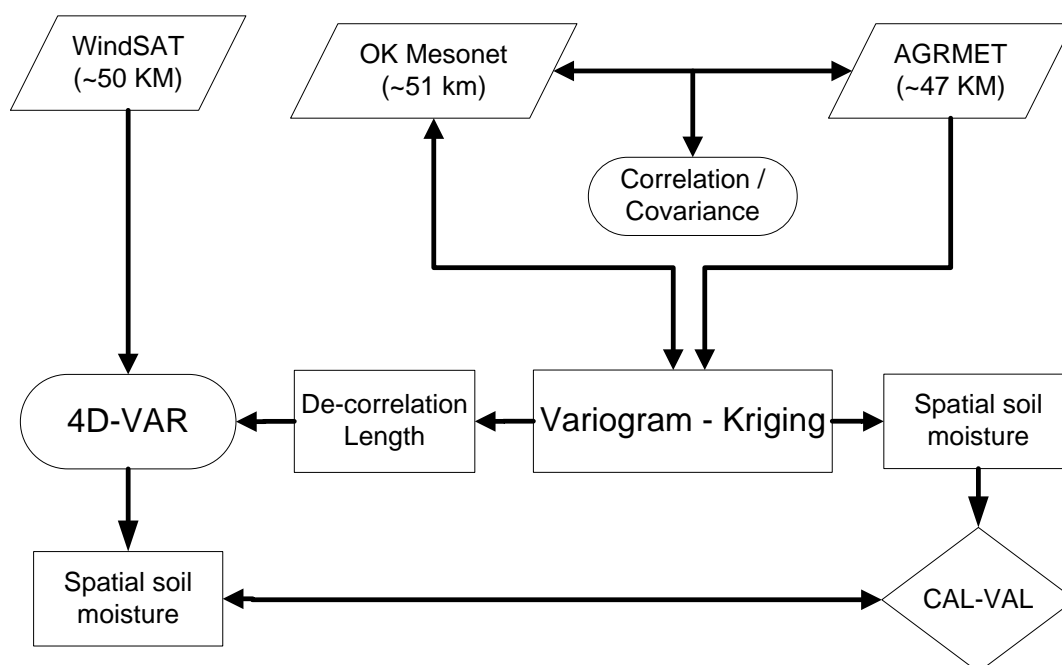 WindSAT
(~50 KM)
OK Mesonet
(~51 km)
AGRMET
(~47 KM)
Correlation /
Covariance
4D-VAR
De-correlation
Length
Variogram - Kriging
Spatial soil
moisture
Spatial soil
moisture
CAL-VAL